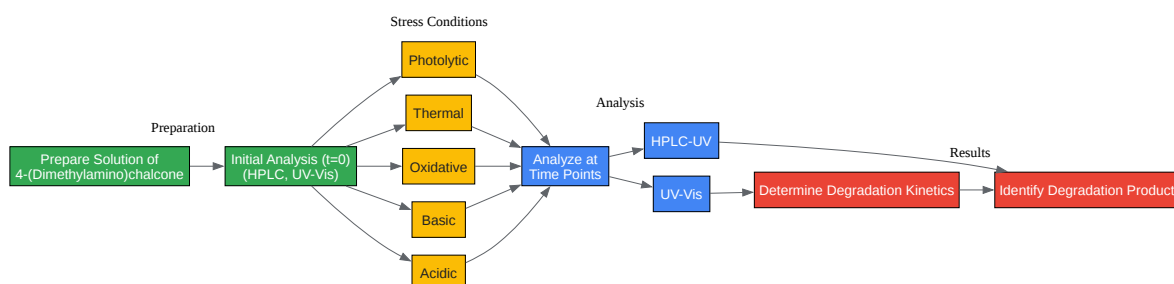 Stress Conditions
Photolytic
Analysis
Thermal
Preparation
HPLC-UV
Results
Prepare Solution of
4-(Dimethylamino)chalcone
Initial Analysis (t=0)
(HPLC, UV-Vis)
Oxidative
Analyze at
Time Points
UV-Vis
Determine Degradation Kinetics
Identify Degradation Product
Basic
Acidic